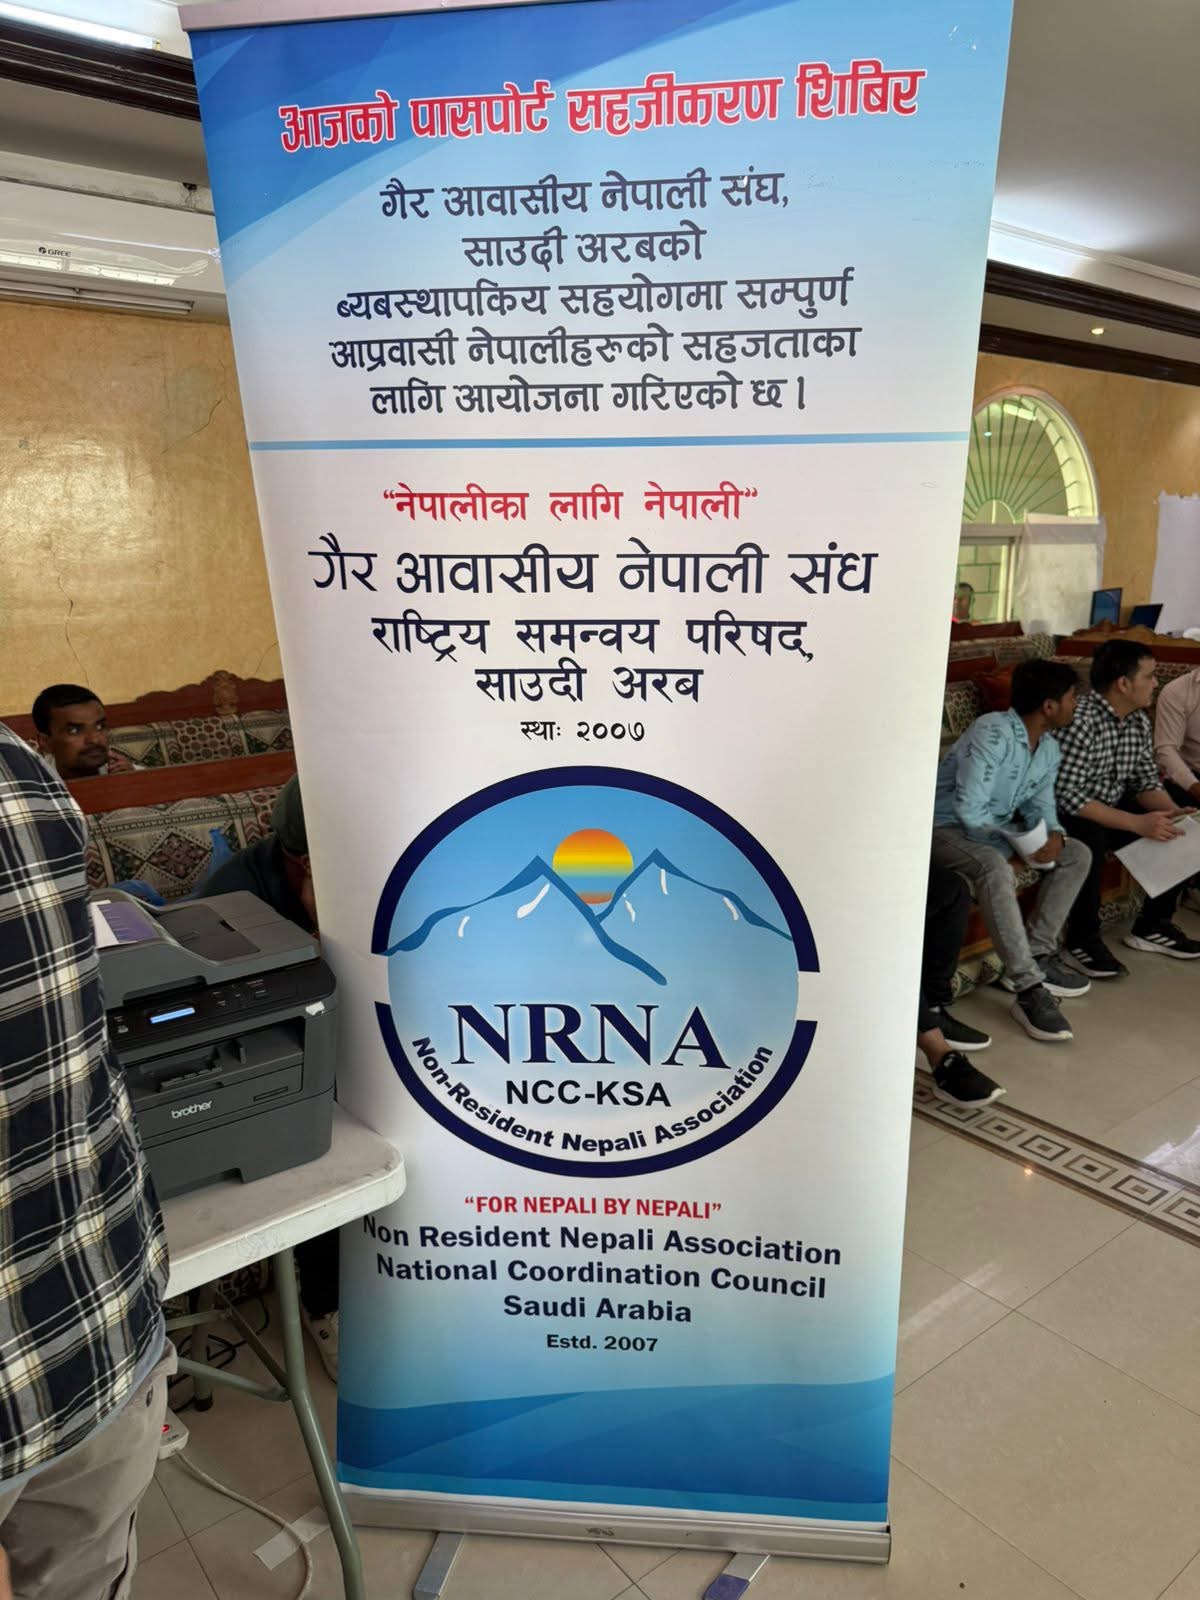 आजको पासपोर्ट सहजीकरण शिबिर
गैर आवासीय नेपाली संघ,
साउदी अरबको
ब्यबस्थापकिय सहयोगमा सम्पुर्ण
आप्रवासी नेपालीहरुको सहजताका
लागि आयोजना गरिएको छ ।
“नेपालीका लागि नेपाली”
गैर आवासीय नेपाली संध
राष्ट्रिय समन्वय परिषद,
साउदी अरब
स्थाः २००७
NRNA
NCC-KSA
Non-Resident Nepali Association
“FOR NEPALI BY NEPALI”
Non Resident Nepali Association
National Coordination Council
Saudi Arabia
Estd. 2007
GREE
brother